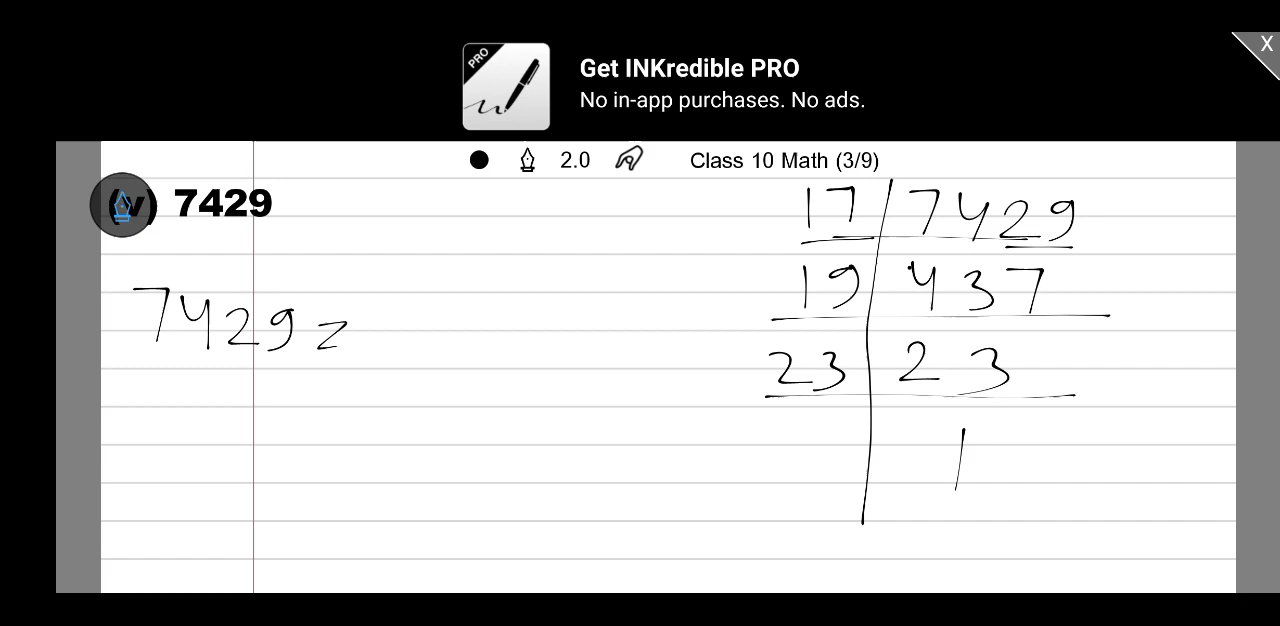 PRO
Get INKredible PRO
No in-app purchases. No ads.
X
2.0 Class 10 Math (3/9)
(v) 7429
7429 =
17 | 7429
19 | 437
23 | 23
1